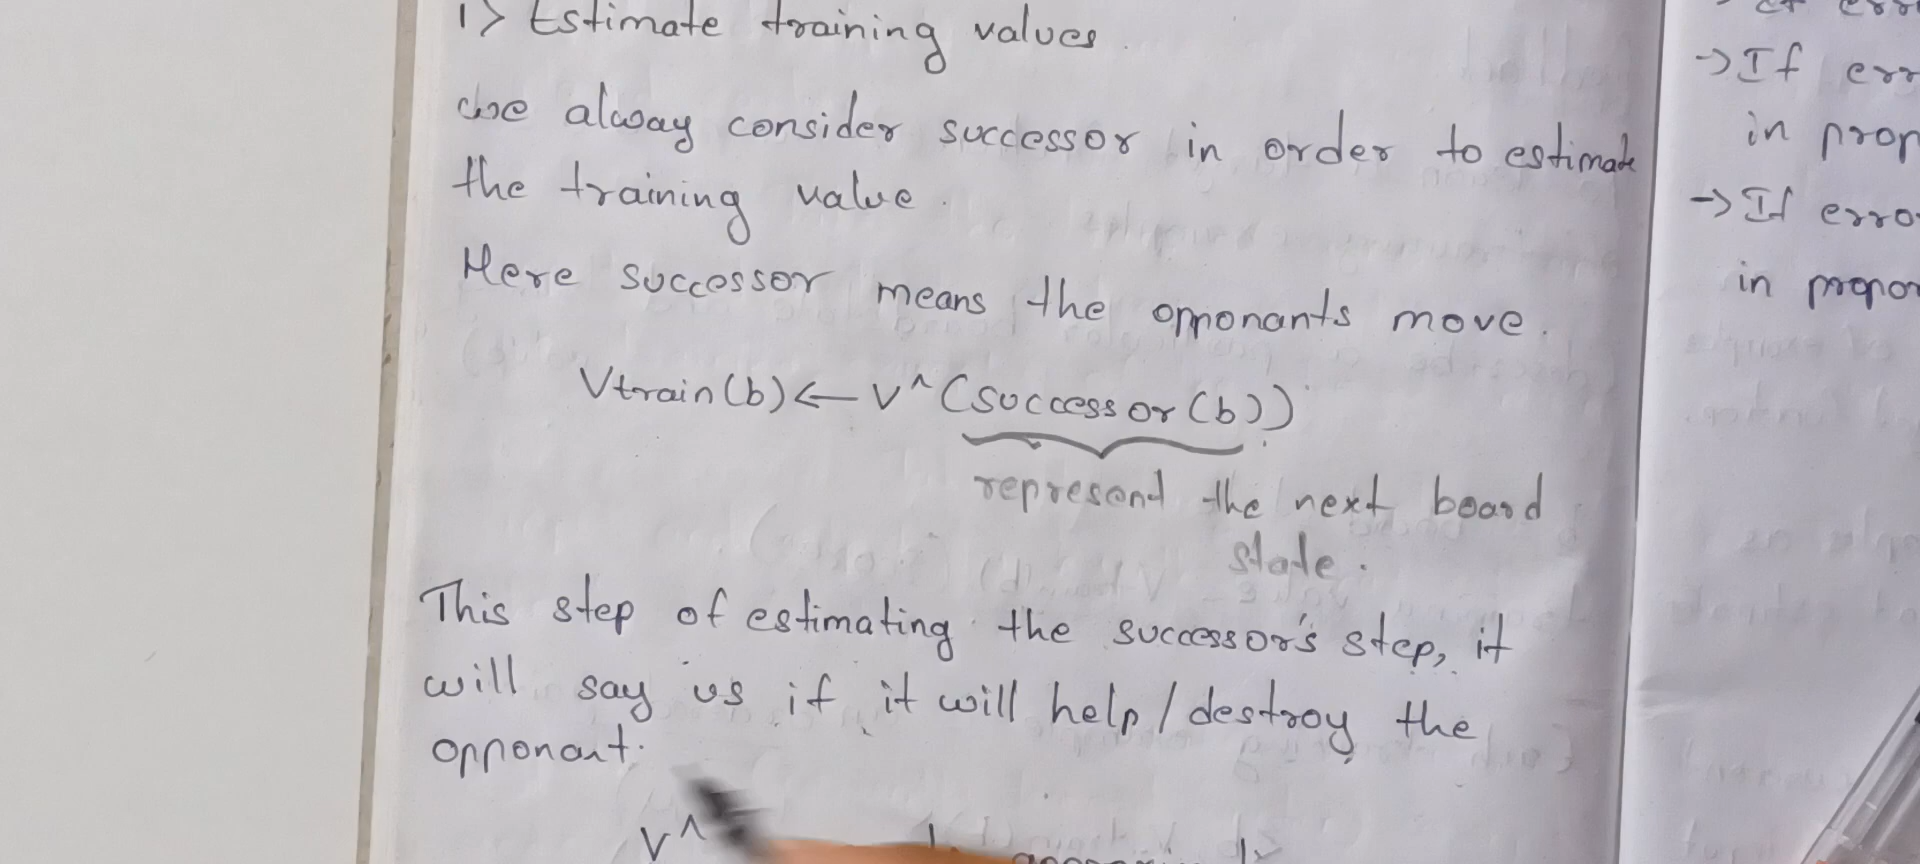 1> Estimate training values.
we alway consider successor in order to estimate
the training value.
Here successor means the opponants move.
Vtrain(b) ← V^ (successor(b))
represent the next board
state.
This step of estimating the successor's step, it
will say us if it will help/destroy the
opponant.
V^
→ If
in
→ If
in